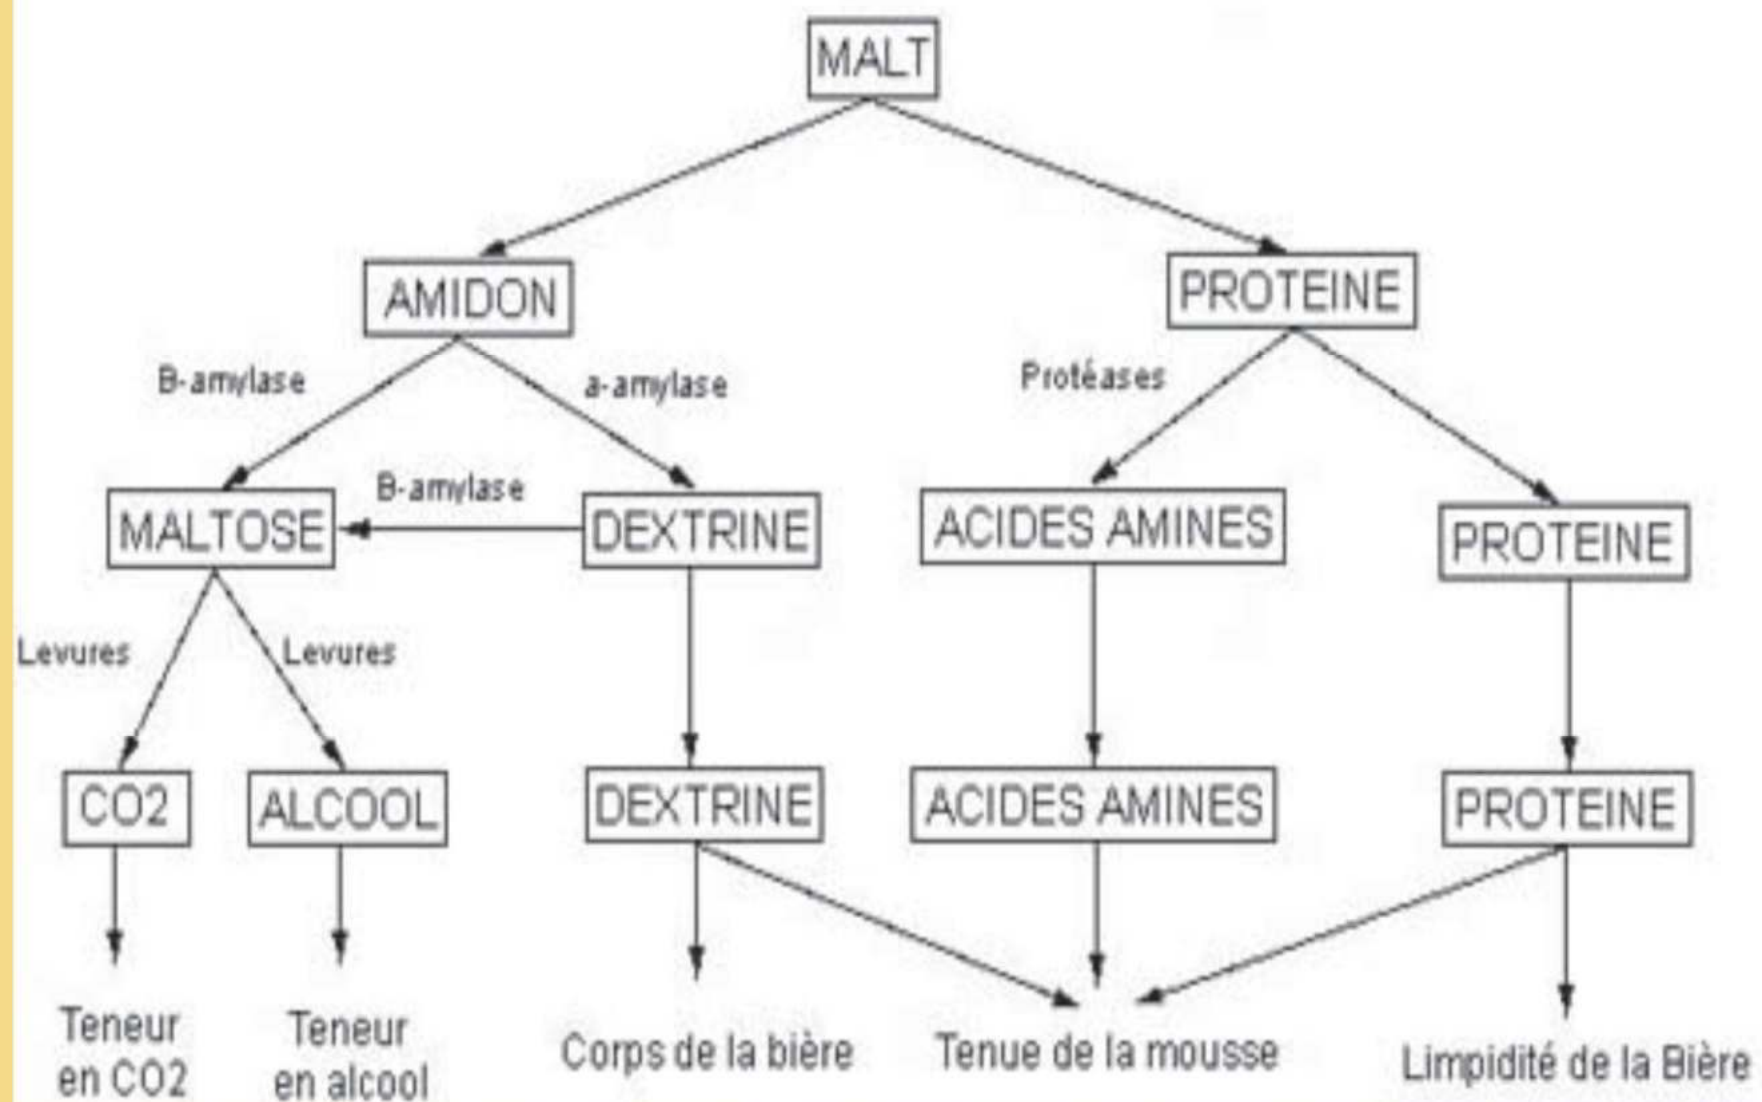 MALT
AMIDON
PROTEINE
B-amylase
a-amylase
Protéases
B-amylase
MALTOSE
DEXTRINE
ACIDES AMINES
PROTEINE
Levures
Levures
CO2
ALCOOL
DEXTRINE
ACIDES AMINES
PROTEINE
Teneur
en CO2
Teneur
en alcool
Corps de la bière
Tenue de la mousse
Limpidité de la Bière